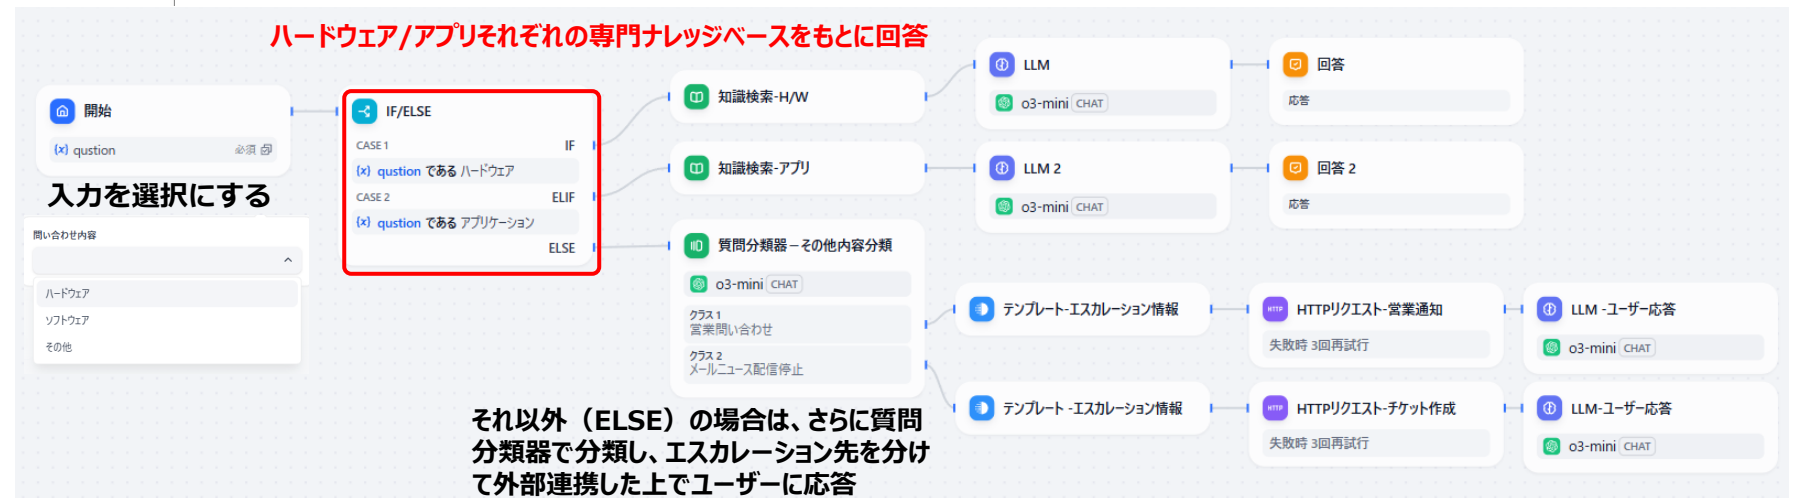 ハードウェア/アプリそれぞれの専門ナレッジベースをもとに回答
開始
{x} qustion 必須
入力を選択にする
問い合わせ内容
ハードウェア
ソフトウェア
その他
IF/ELSE
CASE 1 IF
{x} qustion である ハードウェア
CASE 2 ELIF
{x} qustion である アプリケーション
ELSE
知識検索-H/W
知識検索-アプリ
質問分類器－その他内容分類
o3-mini CHAT
クラス 1
営業問い合わせ
クラス 2
メールニュース配信停止
LLM
o3-mini CHAT
回答
応答
LLM 2
o3-mini CHAT
回答 2
応答
テンプレート-エスカレーション情報
HTTP HTTPリクエスト-営業通知
失敗時 3回再試行
LLM -ユーザー応答
o3-mini CHAT
テンプレート -エスカレーション情報
HTTP HTTPリクエスト-チケット作成
失敗時 3回再試行
LLM-ユーザー応答
o3-mini CHAT
それ以外（ELSE）の場合は、さらに質問
分類器で分類し、エスカレーション先を分け
て外部連携した上でユーザーに応答